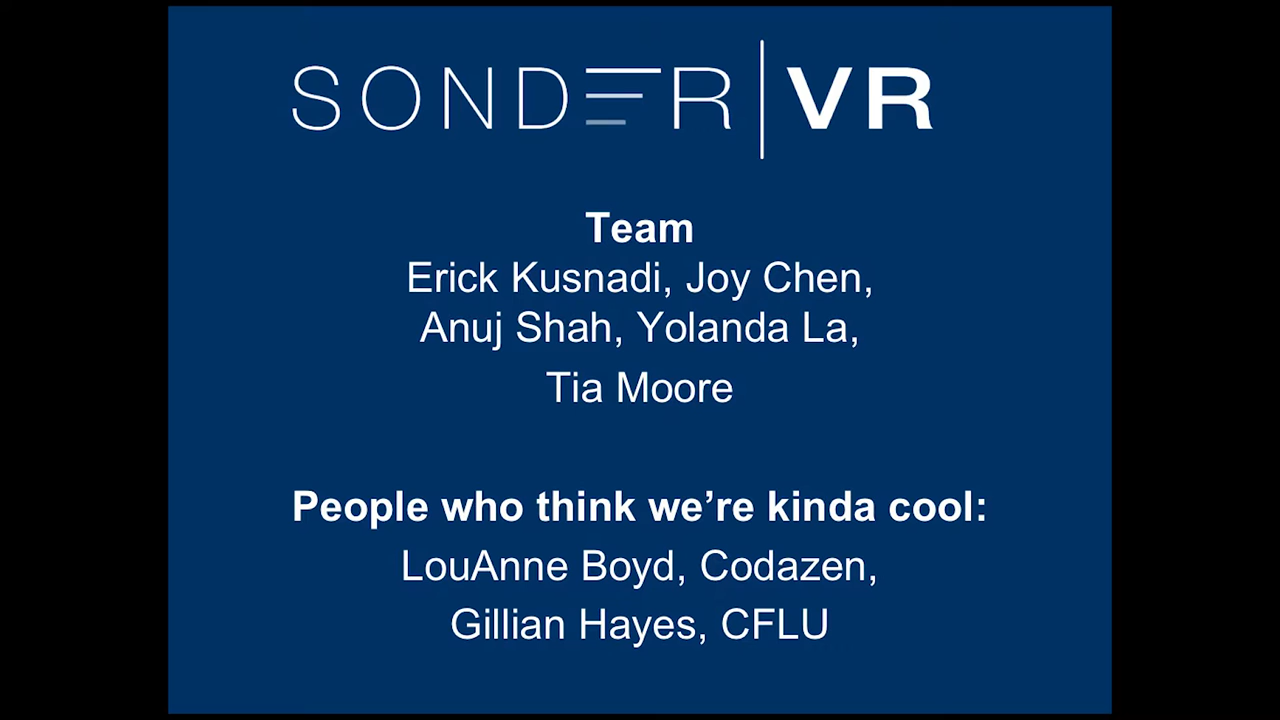 SONDER|VR
Team
Erick Kusnadi, Joy Chen,
Anuj Shah, Yolanda La,
Tia Moore
People who think we’re kinda cool:
LouAnne Boyd, Codazen,
Gillian Hayes, CFLU